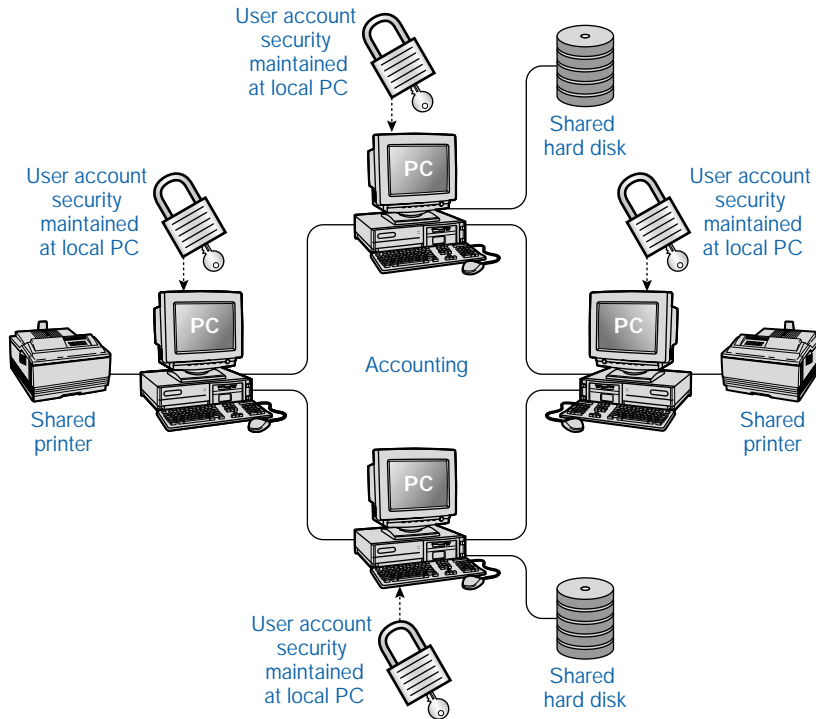 User account
security
maintained
at local PC
PC
Shared
hard disk
User account
security
maintained
at local PC
User account
security
maintained
at local PC
PC
PC
Accounting
Shared
printer
Shared
printer
PC
User account
security
maintained
at local PC
Shared
hard disk